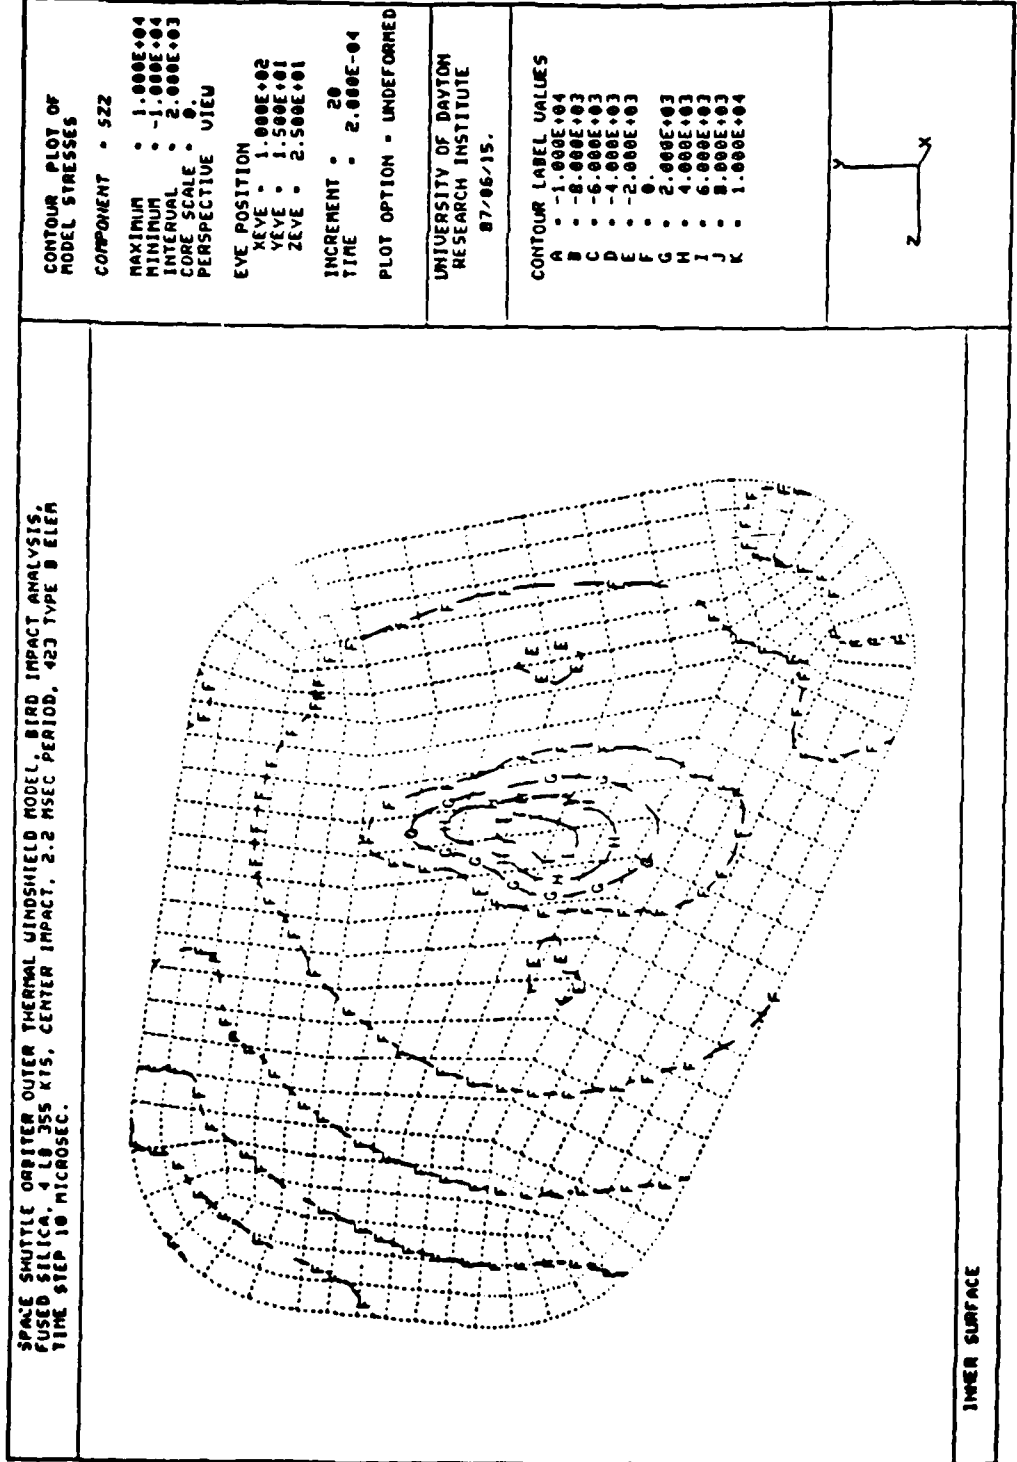 SPACE SHUTTLE ORBITER OUTER THERMAL WINDSHIELD MODEL, BIRD IMPACT ANALYSIS,
FUSED SILICA, 4 LB 355 KTS, CENTER IMPACT, 2.2 MSEC PERIOD, 423 TYPE B ELEM
TIME STEP 10 MICROSEC.
CONTOUR PLOT OF
MODEL STRESSES
COMPONENT = SZZ
MAXIMUM = 1.000E+04
MINIMUM = -1.000E+04
INTERVAL = 2.000E+03
CORE SCALE = 0.
PERSPECTIVE VIEW
EYE POSITION
XEYE = 1.000E+02
YEYE = 1.500E+01
ZEYE = 2.500E+01
INCREMENT = 20
TIME = 2.000E-04
PLOT OPTION = UNDEFORMED
UNIVERSITY OF DAYTON
RESEARCH INSTITUTE
87/06/15.
CONTOUR LABEL VALUES
A = -1.000E+04
B = -8.000E+03
C = -6.000E+03
D = -4.000E+03
E = -2.000E+03
F = 0.
G = 2.000E+03
H = 4.000E+03
I = 6.000E+03
J = 8.000E+03
K = 1.000E+04
Y
Z
X
INNER SURFACE